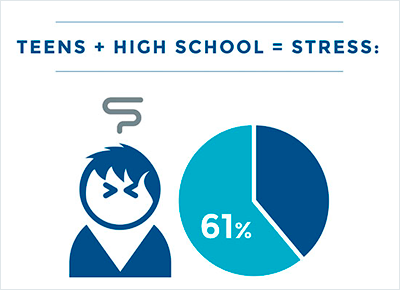 TEENS + HIGH SCHOOL = STRESS:
61%